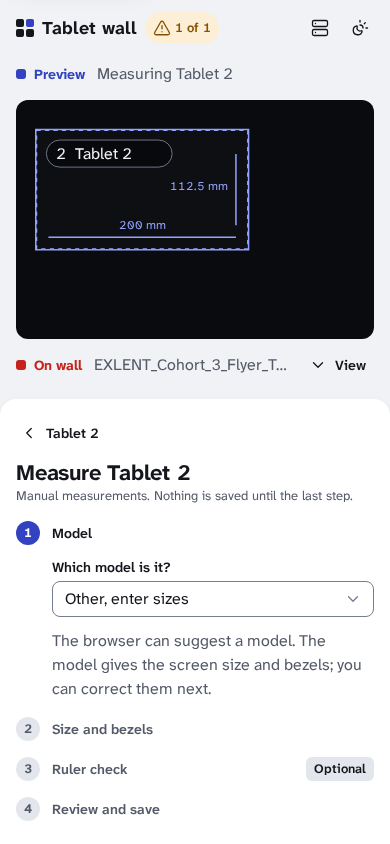 Tablet wall
1 of 1
Preview
Measuring Tablet 2
2 Tablet 2
112.5 mm
200 mm
On wall
EXLENT_Cohort_3_Flyer_T...
View
Tablet 2
Measure Tablet 2
Manual measurements. Nothing is saved until the last step.
1
Model
Which model is it?
Other, enter sizes
The browser can suggest a model. The
model gives the screen size and bezels; you
can correct them next.
2
Size and bezels
3
Ruler check
Optional
4
Review and save